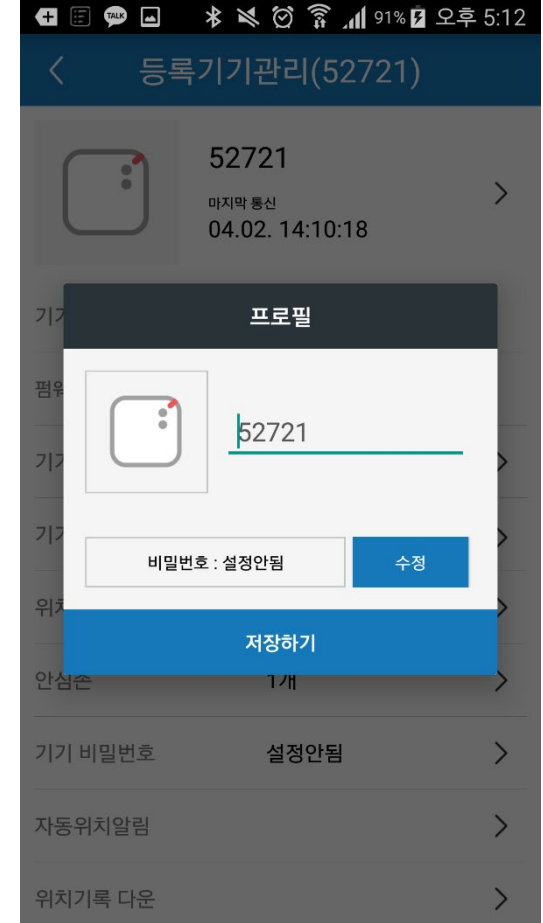 TALK
91%
오후 5:12
등록기기관리(52721)
52721
마지막 통신
04.02. 14:10:18
프로필
52721
비밀번호 : 설정안됨
수정
저장하기
안심존
1개
기기 비밀번호
설정안됨
자동위치알림
위치기록 다운